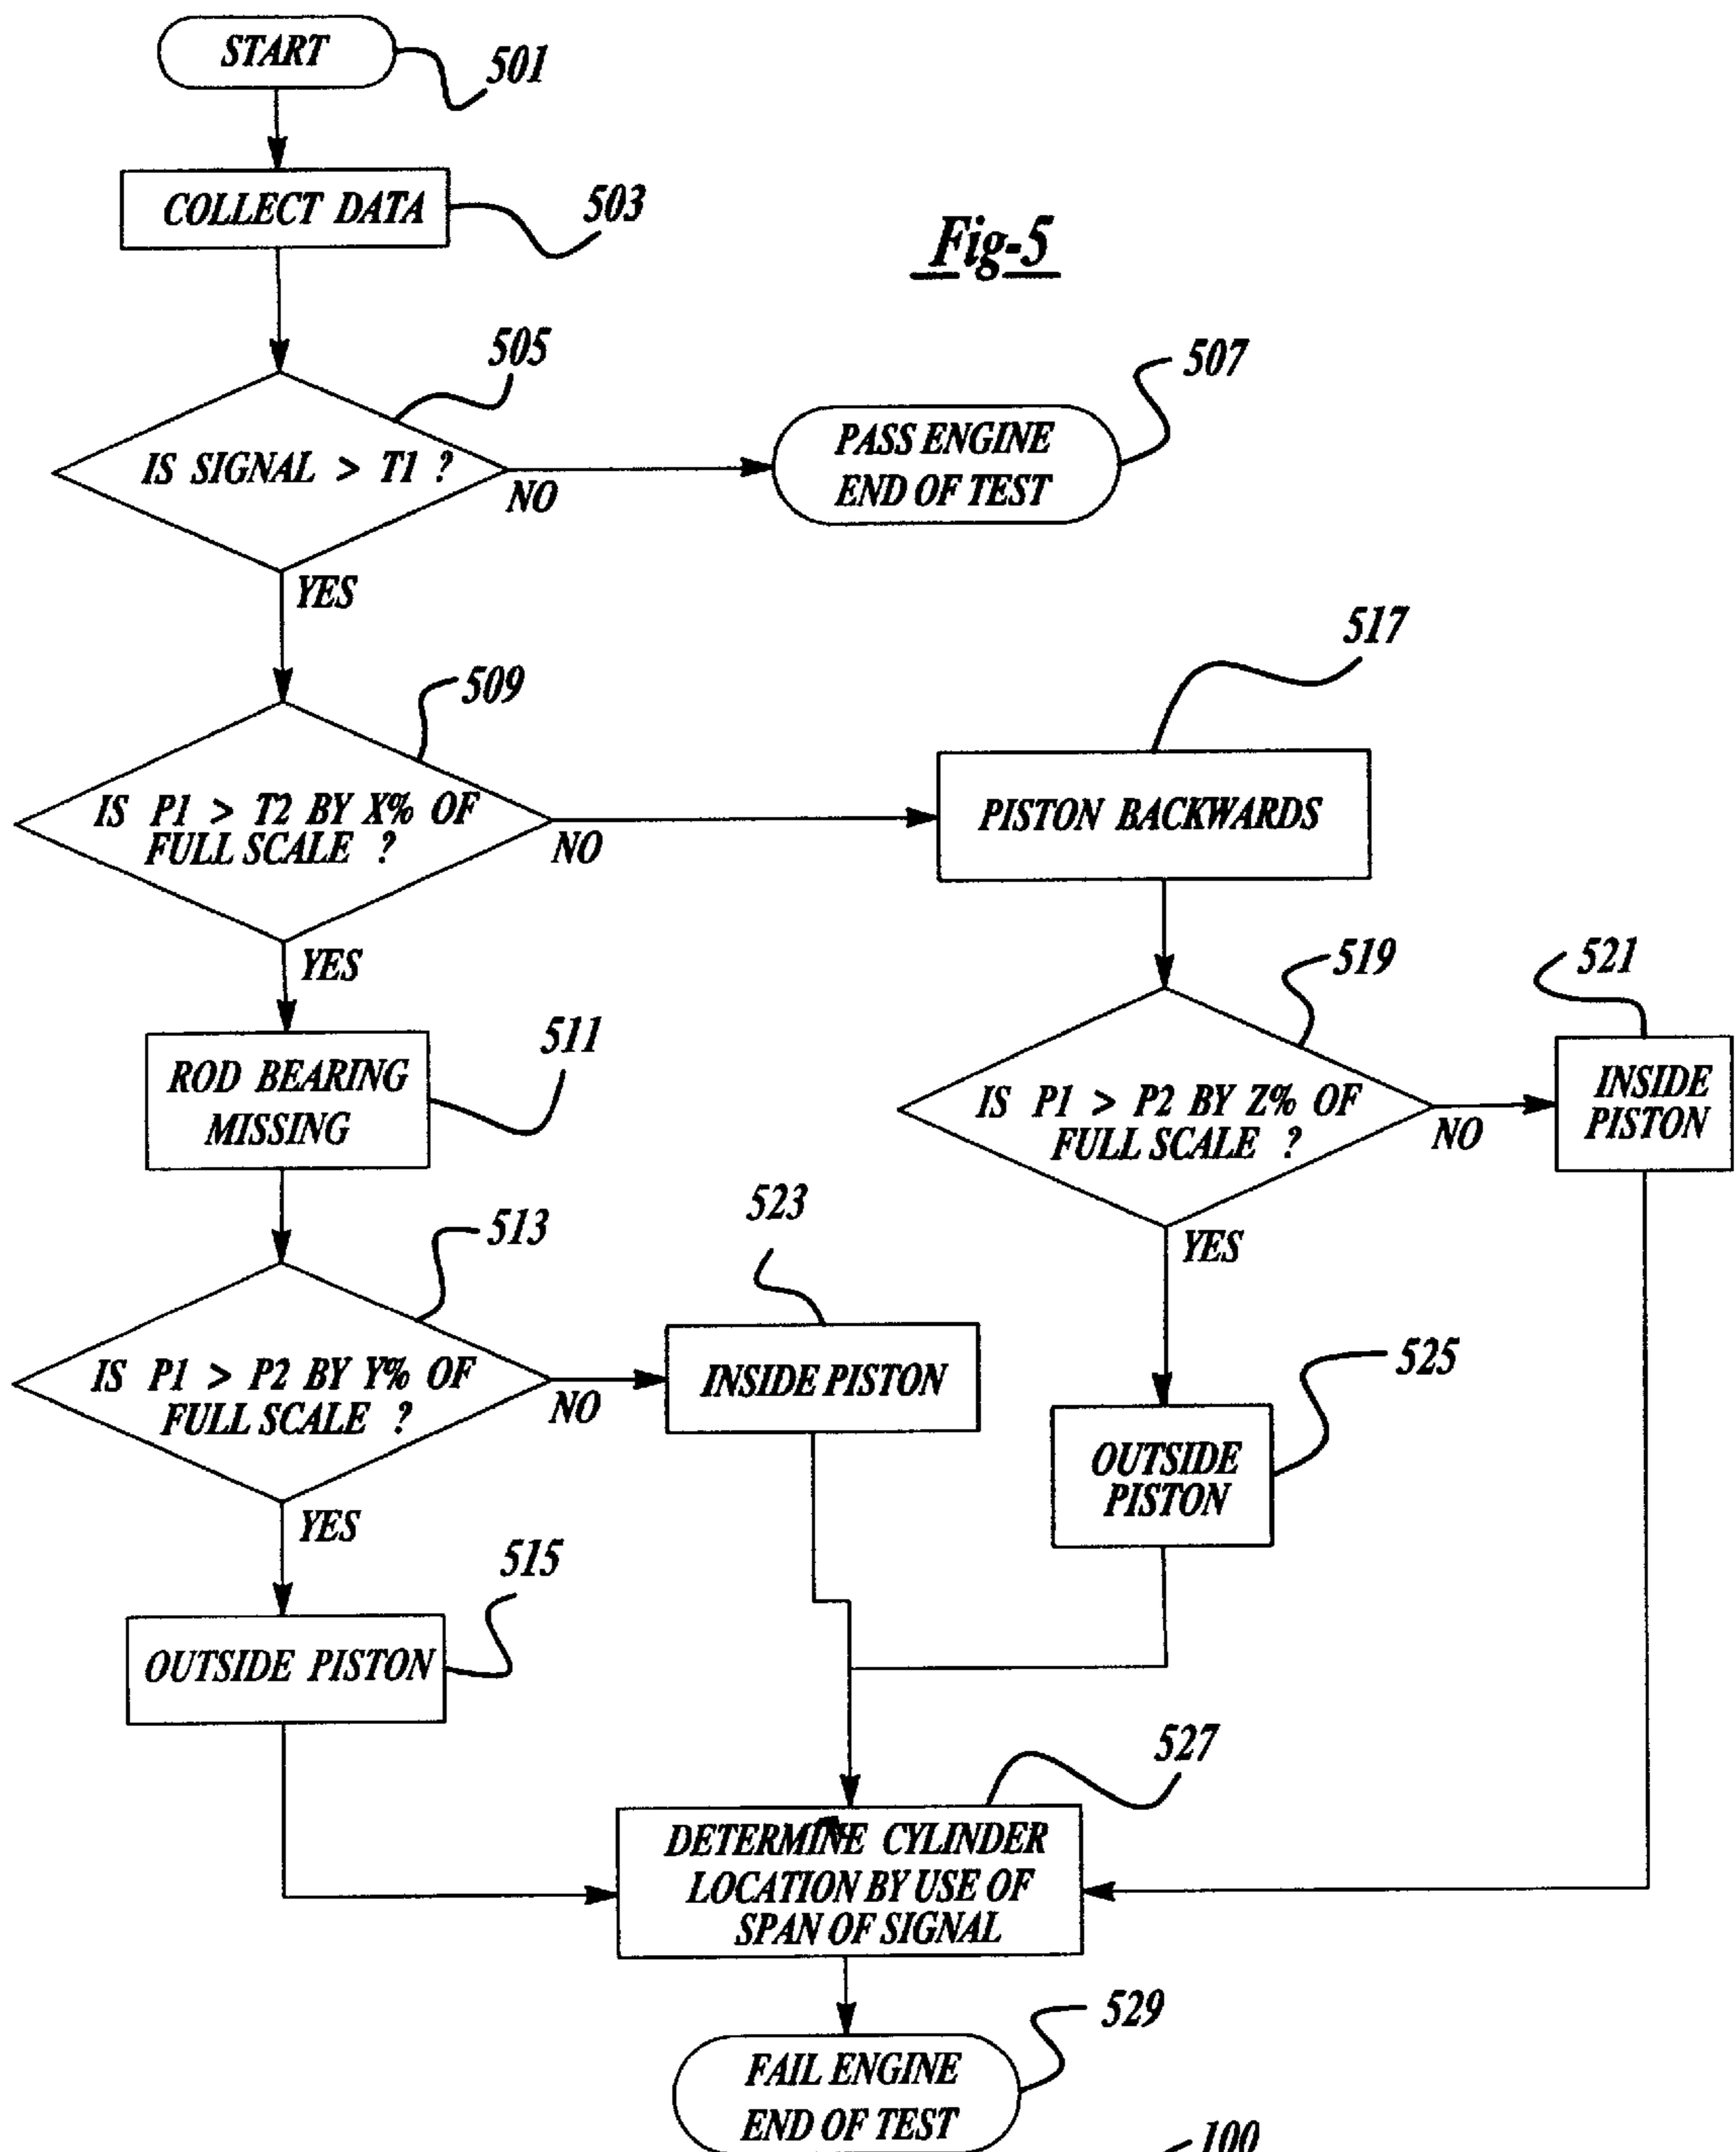 START
501
COLLECT DATA
503
Fig-5
505
IS SIGNAL > T1 ?
NO
507
PASS ENGINE
END OF TEST
YES
509
IS P1 > T2 BY X% OF
FULL SCALE ?
NO
517
PISTON BACKWARDS
YES
511
ROD BEARING
MISSING
519
IS P1 > P2 BY Z% OF
FULL SCALE ?
NO
521
INSIDE
PISTON
YES
513
IS P1 > P2 BY Y% OF
FULL SCALE ?
NO
523
INSIDE PISTON
525
OUTSIDE
PISTON
YES
515
OUTSIDE PISTON
527
DETERMINE CYLINDER
LOCATION BY USE OF
SPAN OF SIGNAL
529
FAIL ENGINE
END OF TEST
100